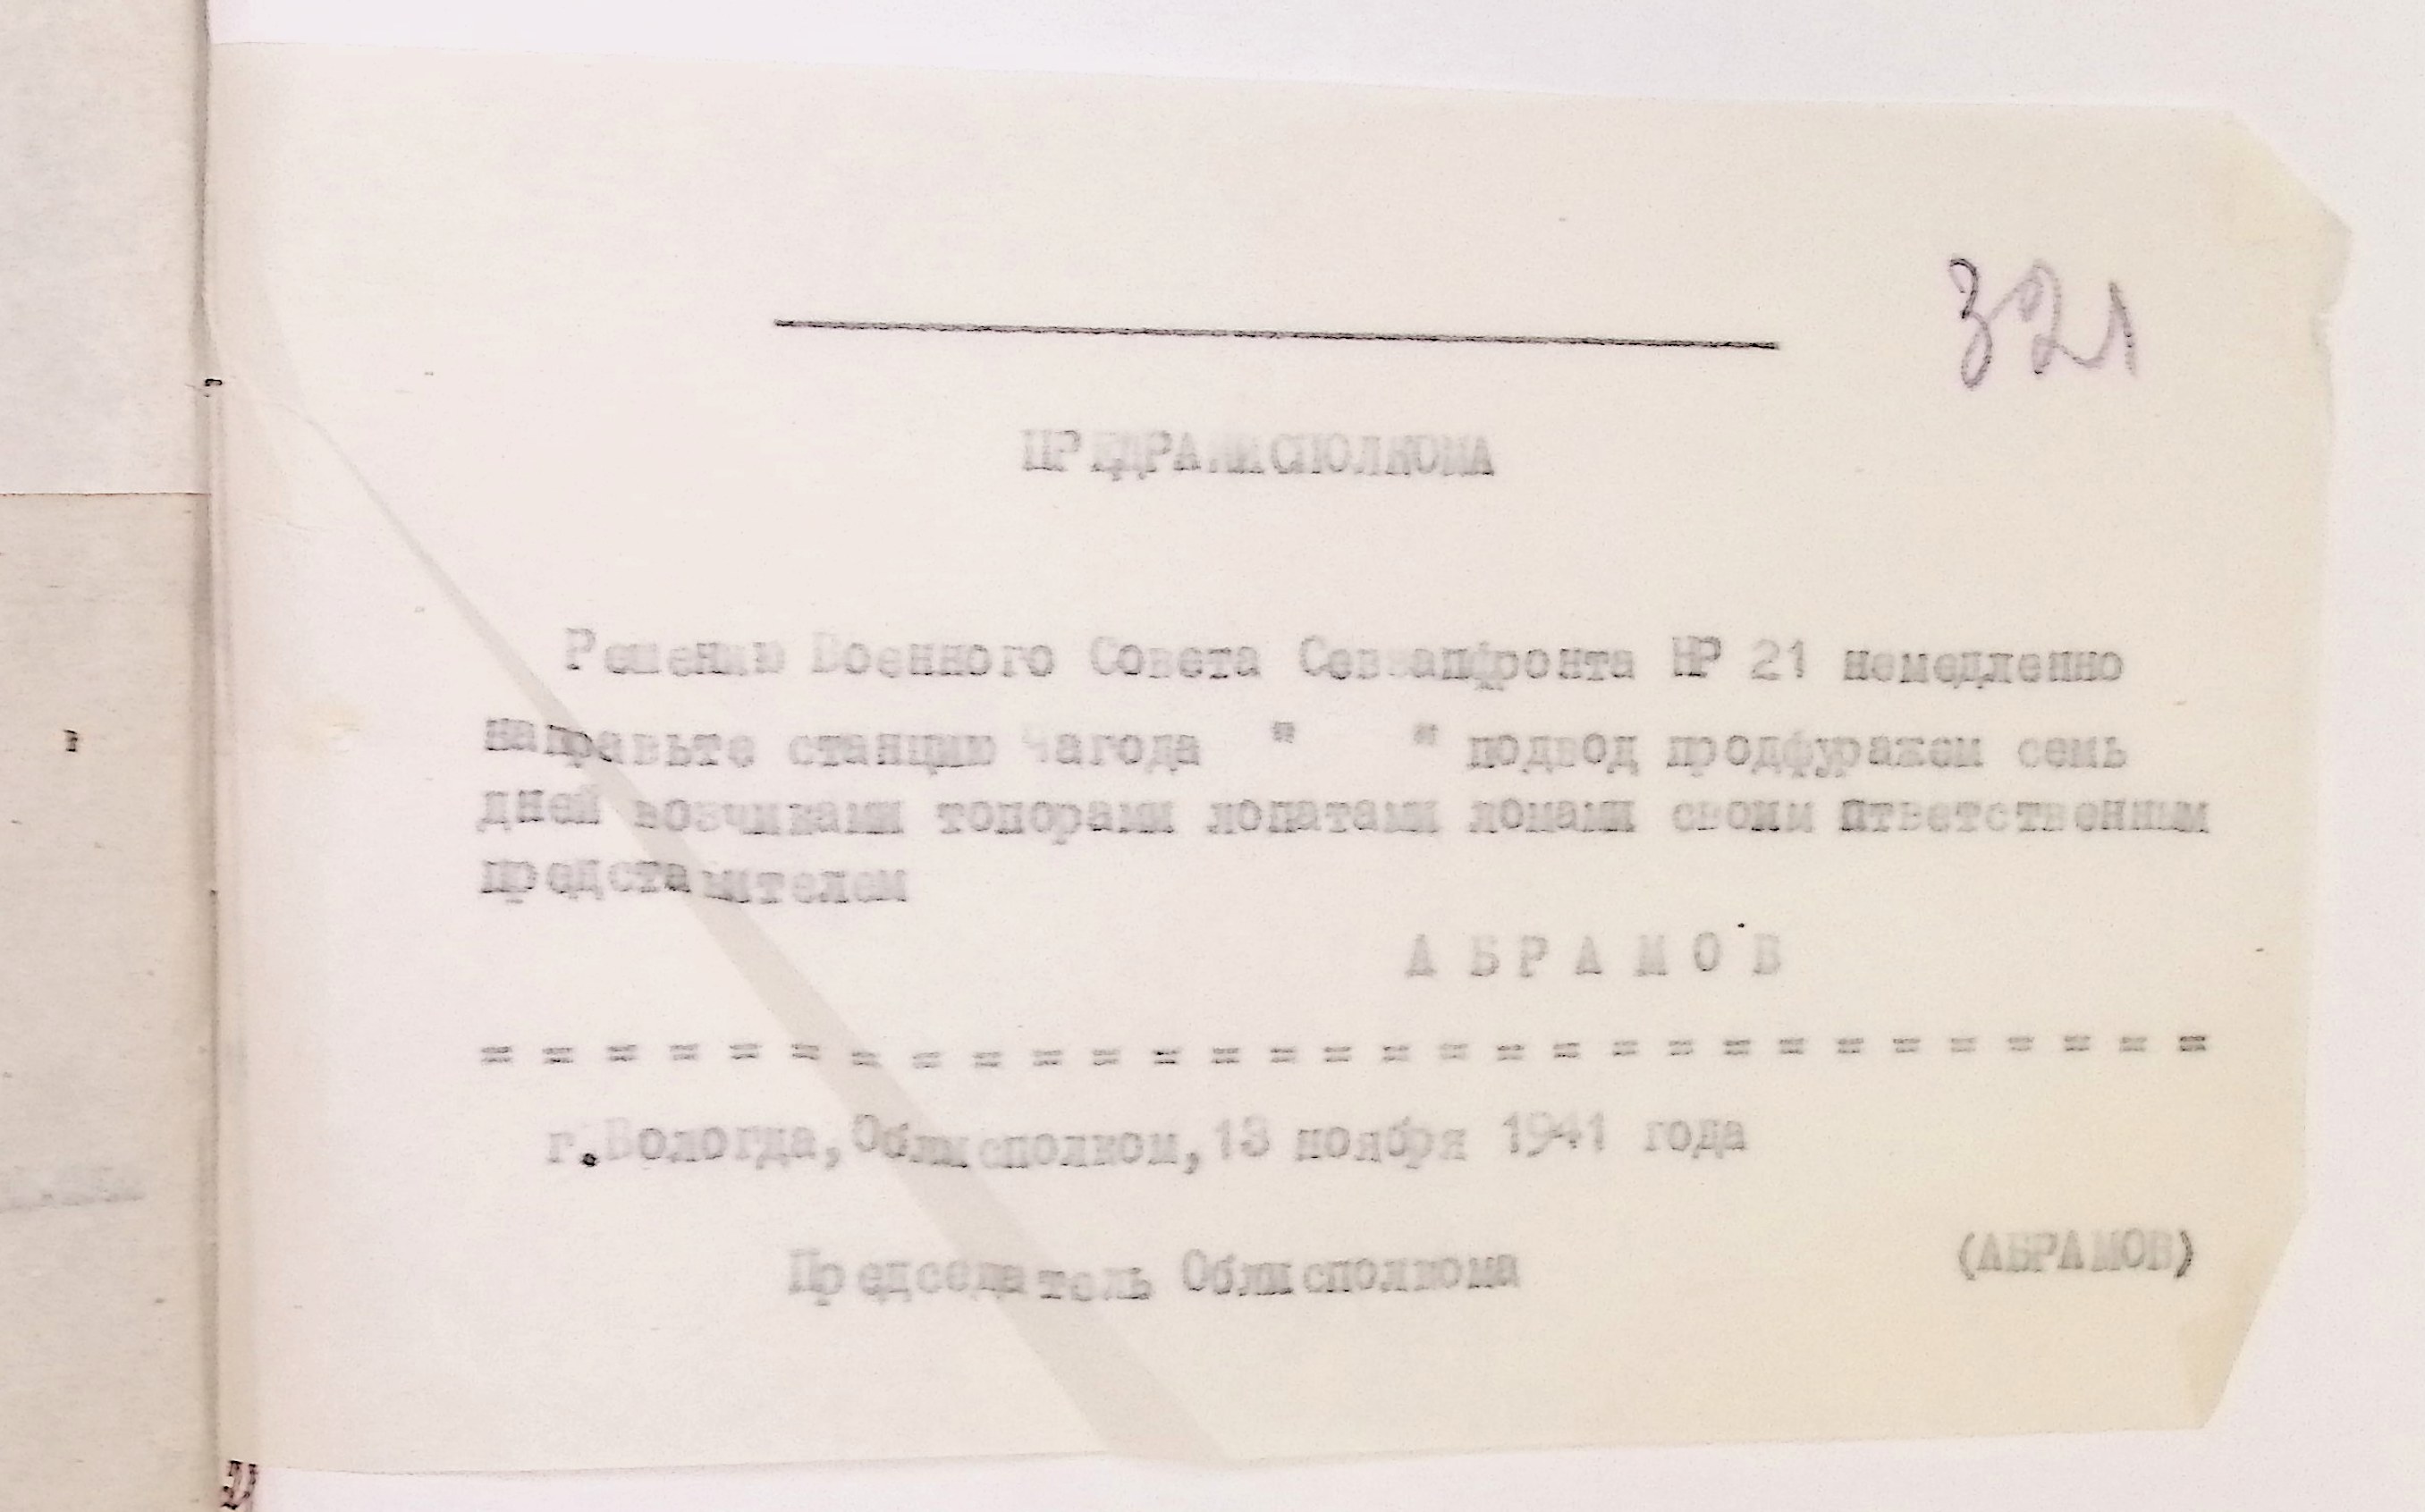 321
ПРЕДРАЙИСПОЛКОМА
Решению Военного Совета Севзапфронта НР 21 немедленно
направьте станцию Чагода " " подвод продфуражем семь
дней возчиками топорами лопатами ломами своим ответственным
представителем
АБРАМОВ
= = = = = = = = = = = = = = = = = = = = = = = = = = = = = =
г.Вологда,Облисполком,13 ноября 1941 года
Председатель Облисполкома (АБРАМОВ)